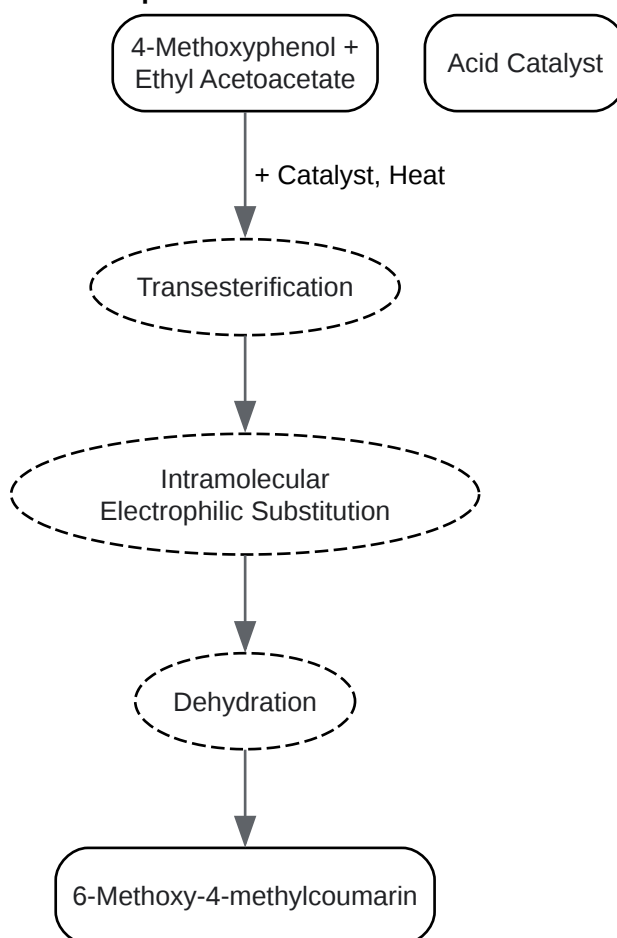 4-Methoxyphenol +
Ethyl Acetoacetate
Acid Catalyst
+ Catalyst, Heat
Transesterification
Intramolecular
Electrophilic Substitution
Dehydration
6-Methoxy-4-methylcoumarin